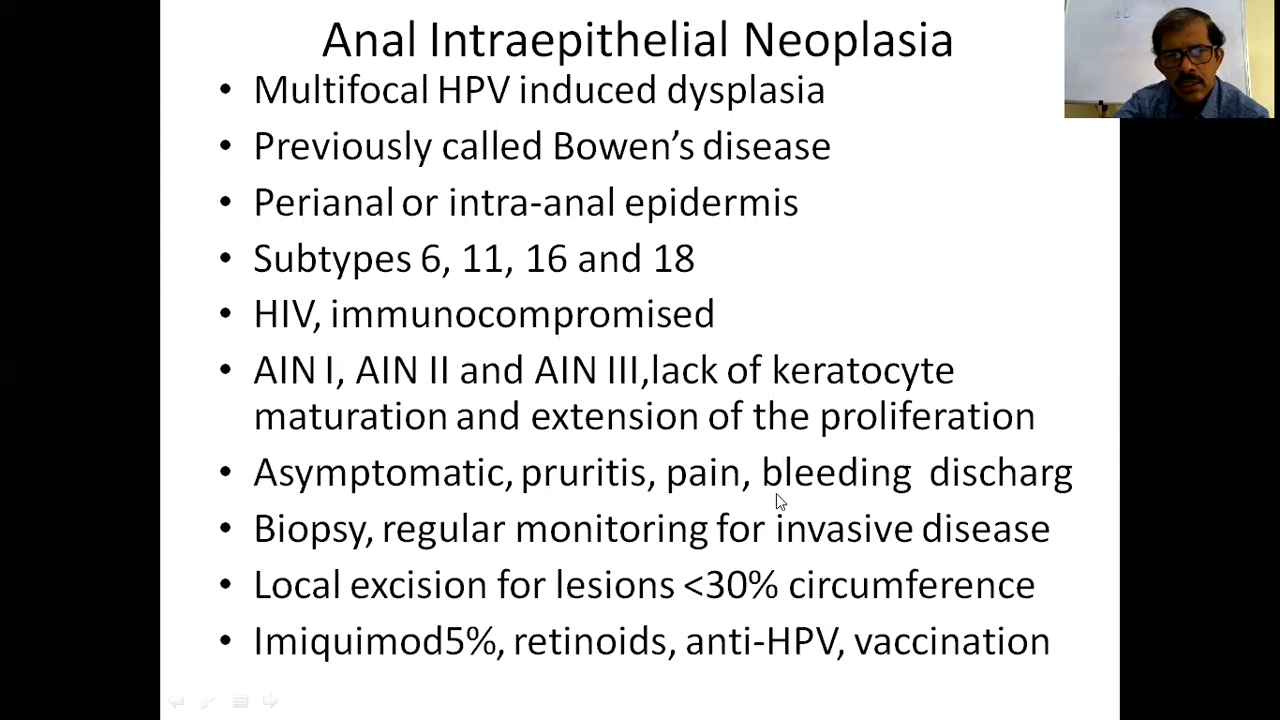 Anal Intraepithelial Neoplasia
• Multifocal HPV induced dysplasia
• Previously called Bowen’s disease
• Perianal or intra-anal epidermis
• Subtypes 6, 11, 16 and 18
• HIV, immunocompromised
• AIN I, AIN II and AIN III,lack of keratocyte
maturation and extension of the proliferation
• Asymptomatic, pruritis, pain, bleeding discharg
• Biopsy, regular monitoring for invasive disease
• Local excision for lesions <30% circumference
• Imiquimod5%, retinoids, anti-HPV, vaccination